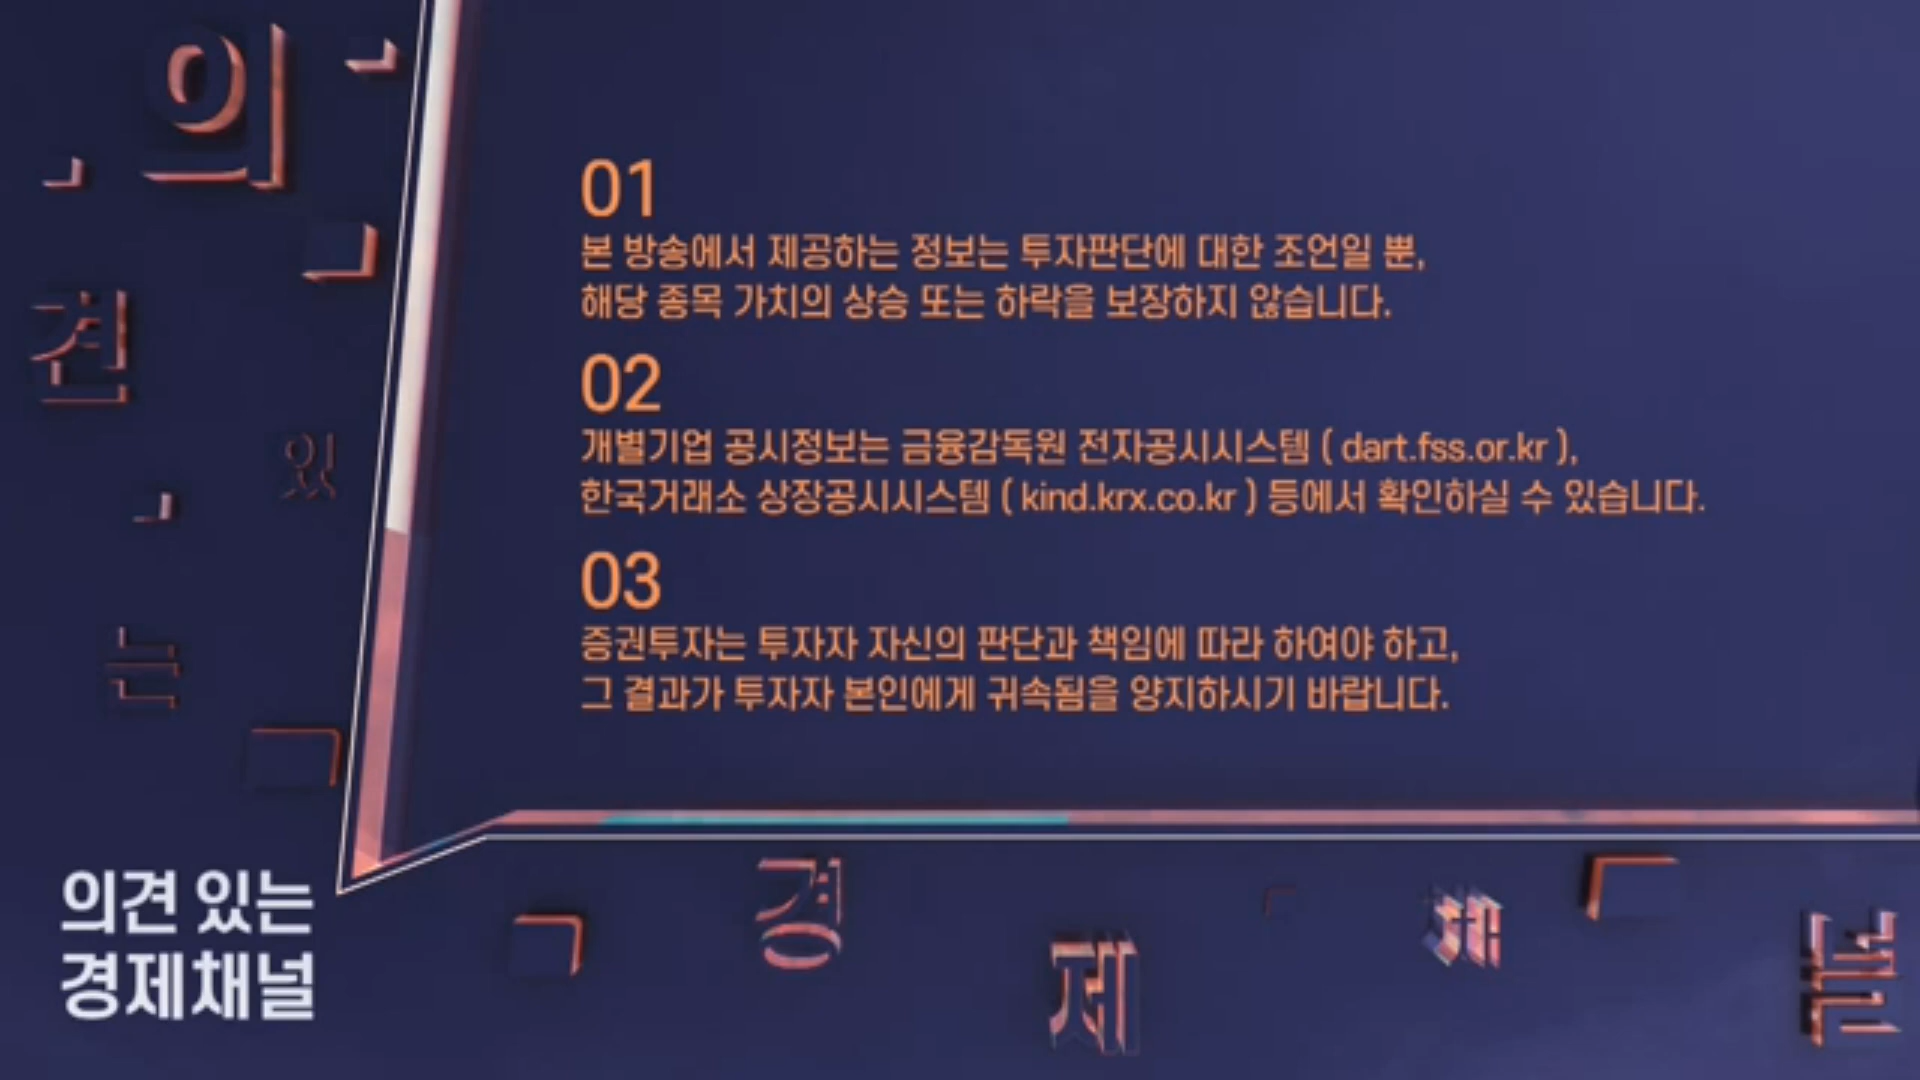 의
견
있
는
01
본 방송에서 제공하는 정보는 투자판단에 대한 조언일 뿐,
해당 종목 가치의 상승 또는 하락을 보장하지 않습니다.
02
개별기업 공시정보는 금융감독원 전자공시시스템 ( dart.fss.or.kr ),
한국거래소 상장공시시스템 ( kind.krx.co.kr ) 등에서 확인하실 수 있습니다.
03
증권투자는 투자자 자신의 판단과 책임에 따라 하여야 하고,
그 결과가 투자자 본인에게 귀속됨을 양지하시기 바랍니다.
의견 있는
경제채널
경
제